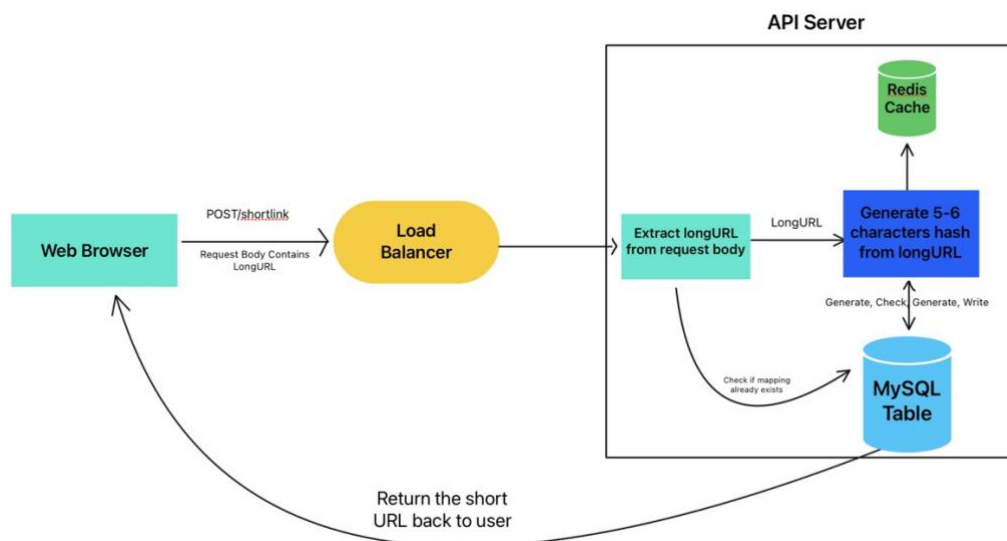 API Server
Redis
Cache
POST/shortlink
Web Browser
Request Body Contains
LongURL
Load
Balancer
Extract longURL
from request body
LongURL
Generate 5-6
characters hash
from longURL
Generate, Check, Generate, Write
Check if mapping
already exists
MySQL
Table
Return the short
URL back to user